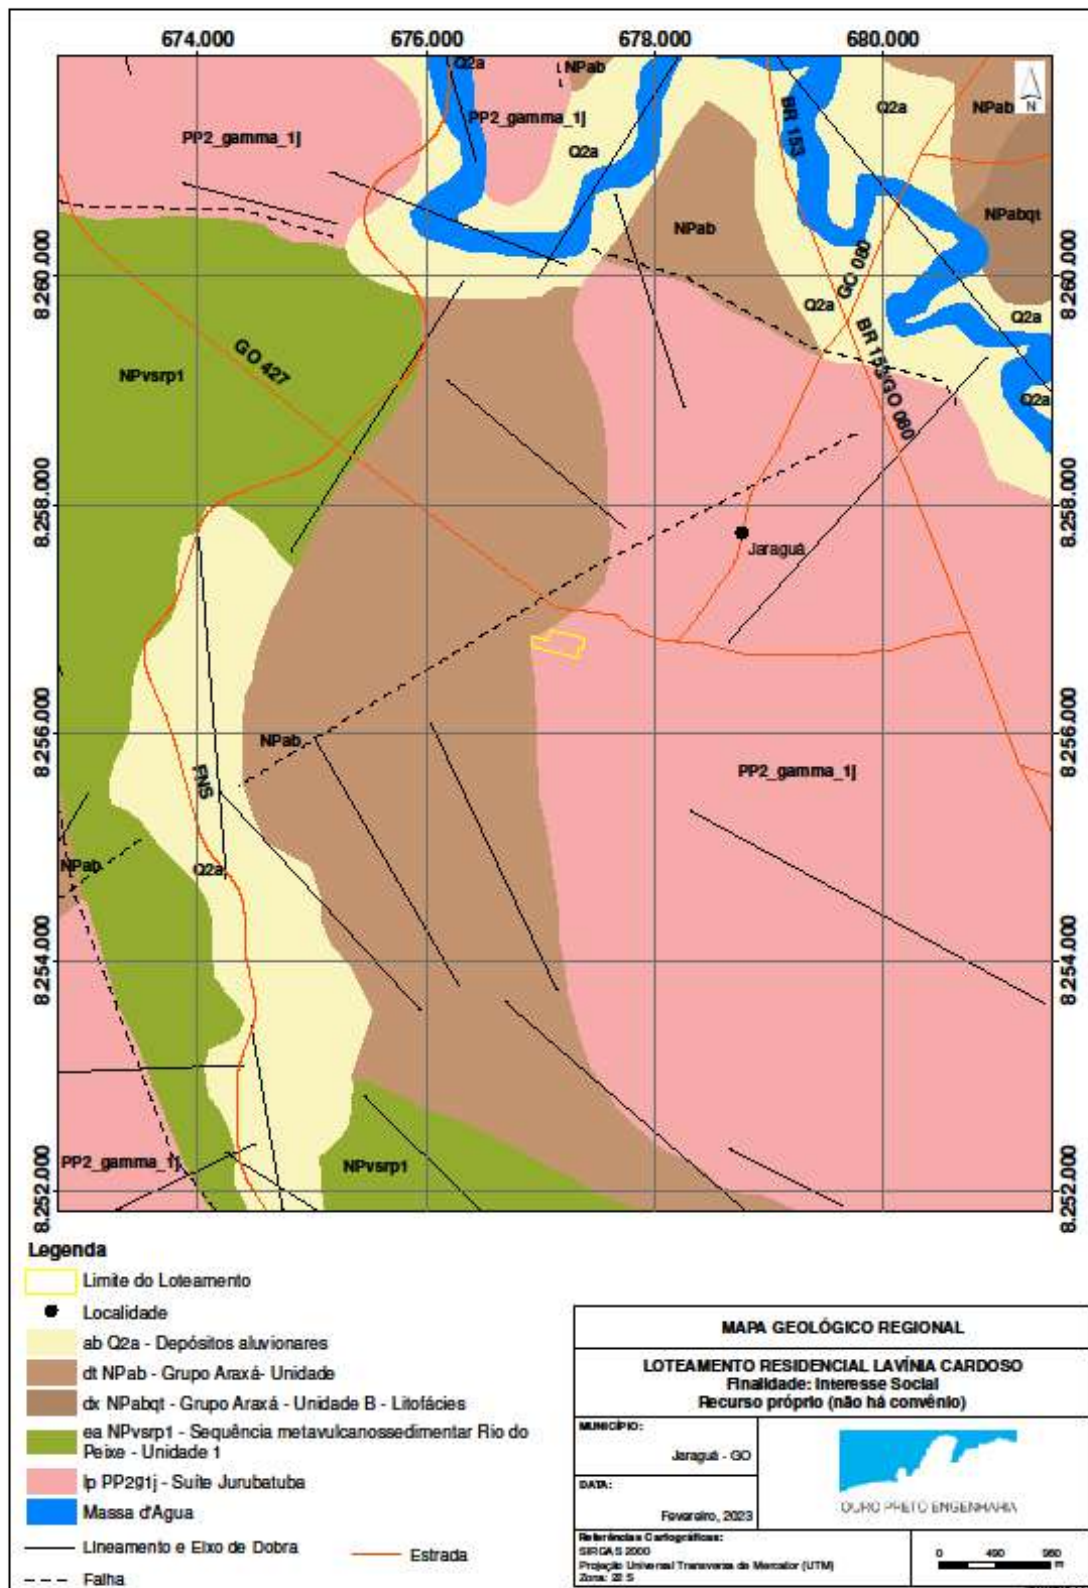 674.000 676.000 678.000 680.000
Q2a
NPab
N
PP2_gamma_1j
PP2_gamma_1j
Q2a
BR 153
Q2a
NPab
NPab
NPabqt
8.260.000
8.260.000
GO 080
Q2a
Q2a
NPvsrp1
GO 427
BR 153/GO 080
Q2a
8.258.000
8.258.000
Jaraguá
8.256.000
8.256.000
NPab
FNS
PP2_gamma_1j
NPab
Q2a
8.254.000
8.254.000
PP2_gamma_1j
NPvsrp1
8.252.000
8.252.000
Legenda
Limite do Loteamento
Localidade
ab Q2a - Depósitos aluvionares
dt NPab - Grupo Araxá- Unidade
dx NPabqt - Grupo Araxá - Unidade B - Litofácies
ea NPvsrp1 - Sequência metavulcanossedimentar Rio do
Peixe - Unidade 1
lp PP2g1j - Suíte Jurubatuba
Massa d'Agua
Lineamento e Eixo de Dobra
Estrada
Falha
MAPA GEOLÓGICO REGIONAL
LOTEAMENTO RESIDENCIAL LAVÍNIA CARDOSO
Finalidade: Interesse Social
Recurso próprio (não há convênio)
MUNICÍPIO:
Jaraguá - GO
DATA:
Fevereiro, 2023
OURO PRETO ENGENHARIA
Referências Cartográficas:
SIRGAS 2000
Projeção Universal Transversa de Mercator (UTM)
Zona: 22 S
0 490 980
m